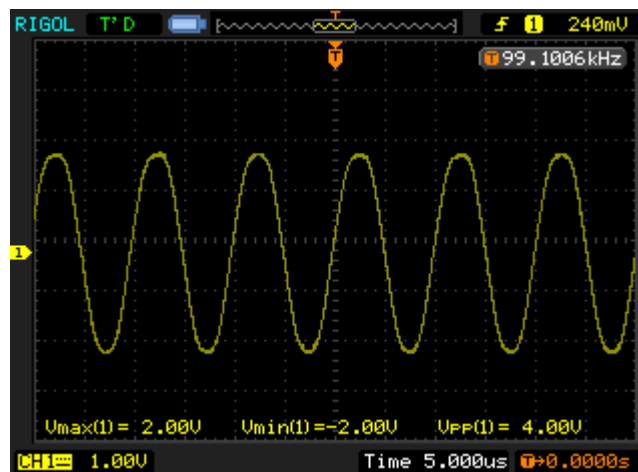 RIGOL T'D T f 1 240mV
T 99.1006kHz
1
Vmax(1)= 2.00V Vmin(1)=-2.00V Vpp(1)= 4.00V
CH1 1.00V Time 5.000us T→0.0000s